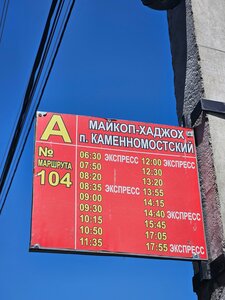 А
МАЙКОП-ХАДЖОХ
п. КАМЕННОМОСТСКИЙ
№
МАРШРУТА
104
06:30 ЭКСПРЕСС 12:00 ЭКСПРЕСС
07:50 12:30
08:20 13:20
08:35 ЭКСПРЕСС 13:55
09:00 14:15
09:30 14:40 ЭКСПРЕСС
10:15 15:45
10:50 17:05
11:35 17:55 ЭКСПРЕСС